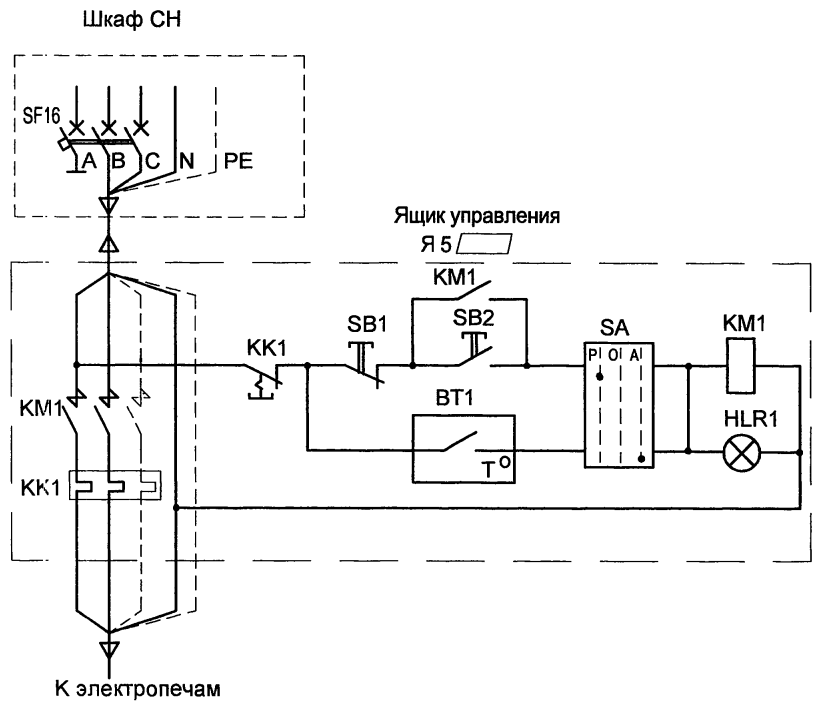 Шкаф СН
SF16
A B C N PE
Ящик управления
Я 5
KM1
SB1 SB2 SA KM1
KK1
P O A
KM1 BT1 HLR1
T°
KK1
К электропечам